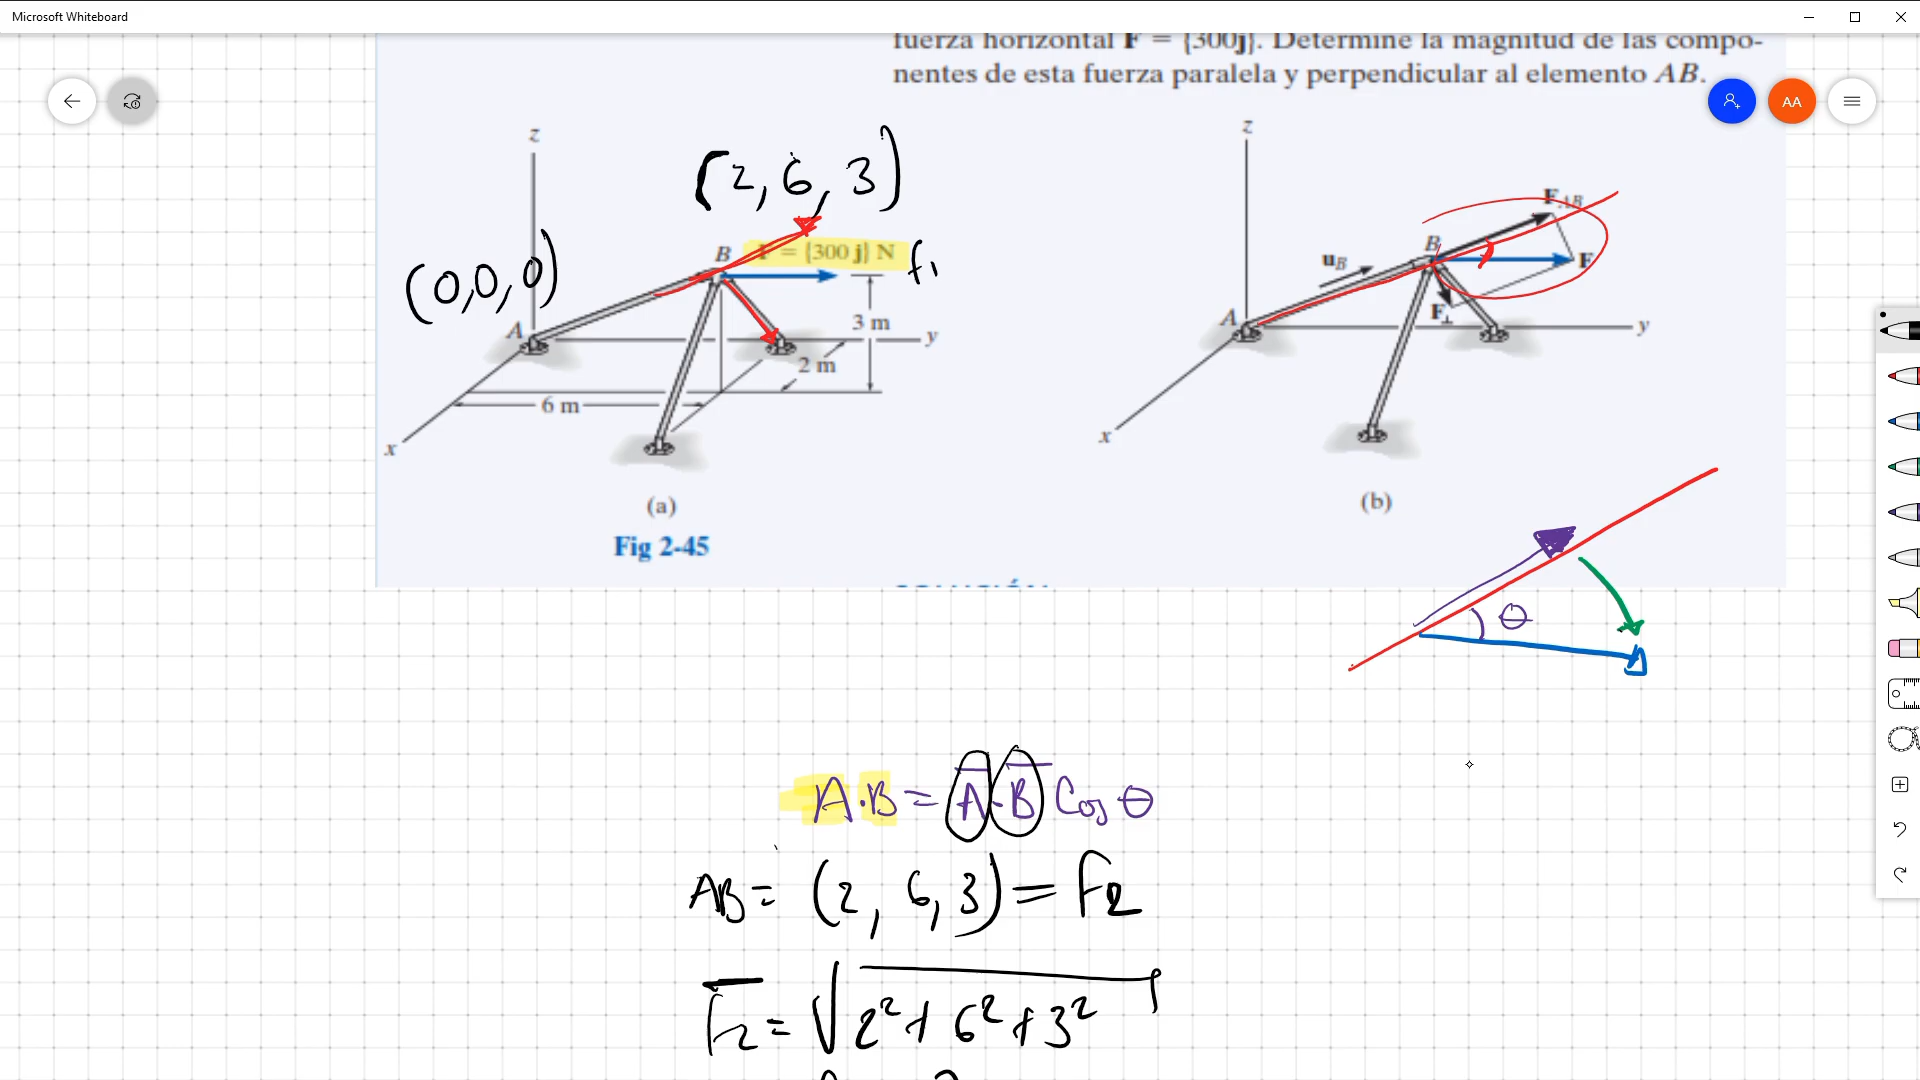 Microsoft Whiteboard
fuerza horizontal F = {300j}. Determine la magnitud de las compo-
nentes de esta fuerza paralela y perpendicular al elemento AB.
AA
z
(2, 6, 3)
B
= {300 j} N
f1
(0,0,0)
A
3 m
y
2 m
6 m
x
(a)
Fig 2-45
z
F_AB
B
u_B
F
F⊥
A
y
x
(b)
θ
A·B = A·B Cos θ
AB = (2, 6, 3) = F2
F2 = √2² + 6² + 3²